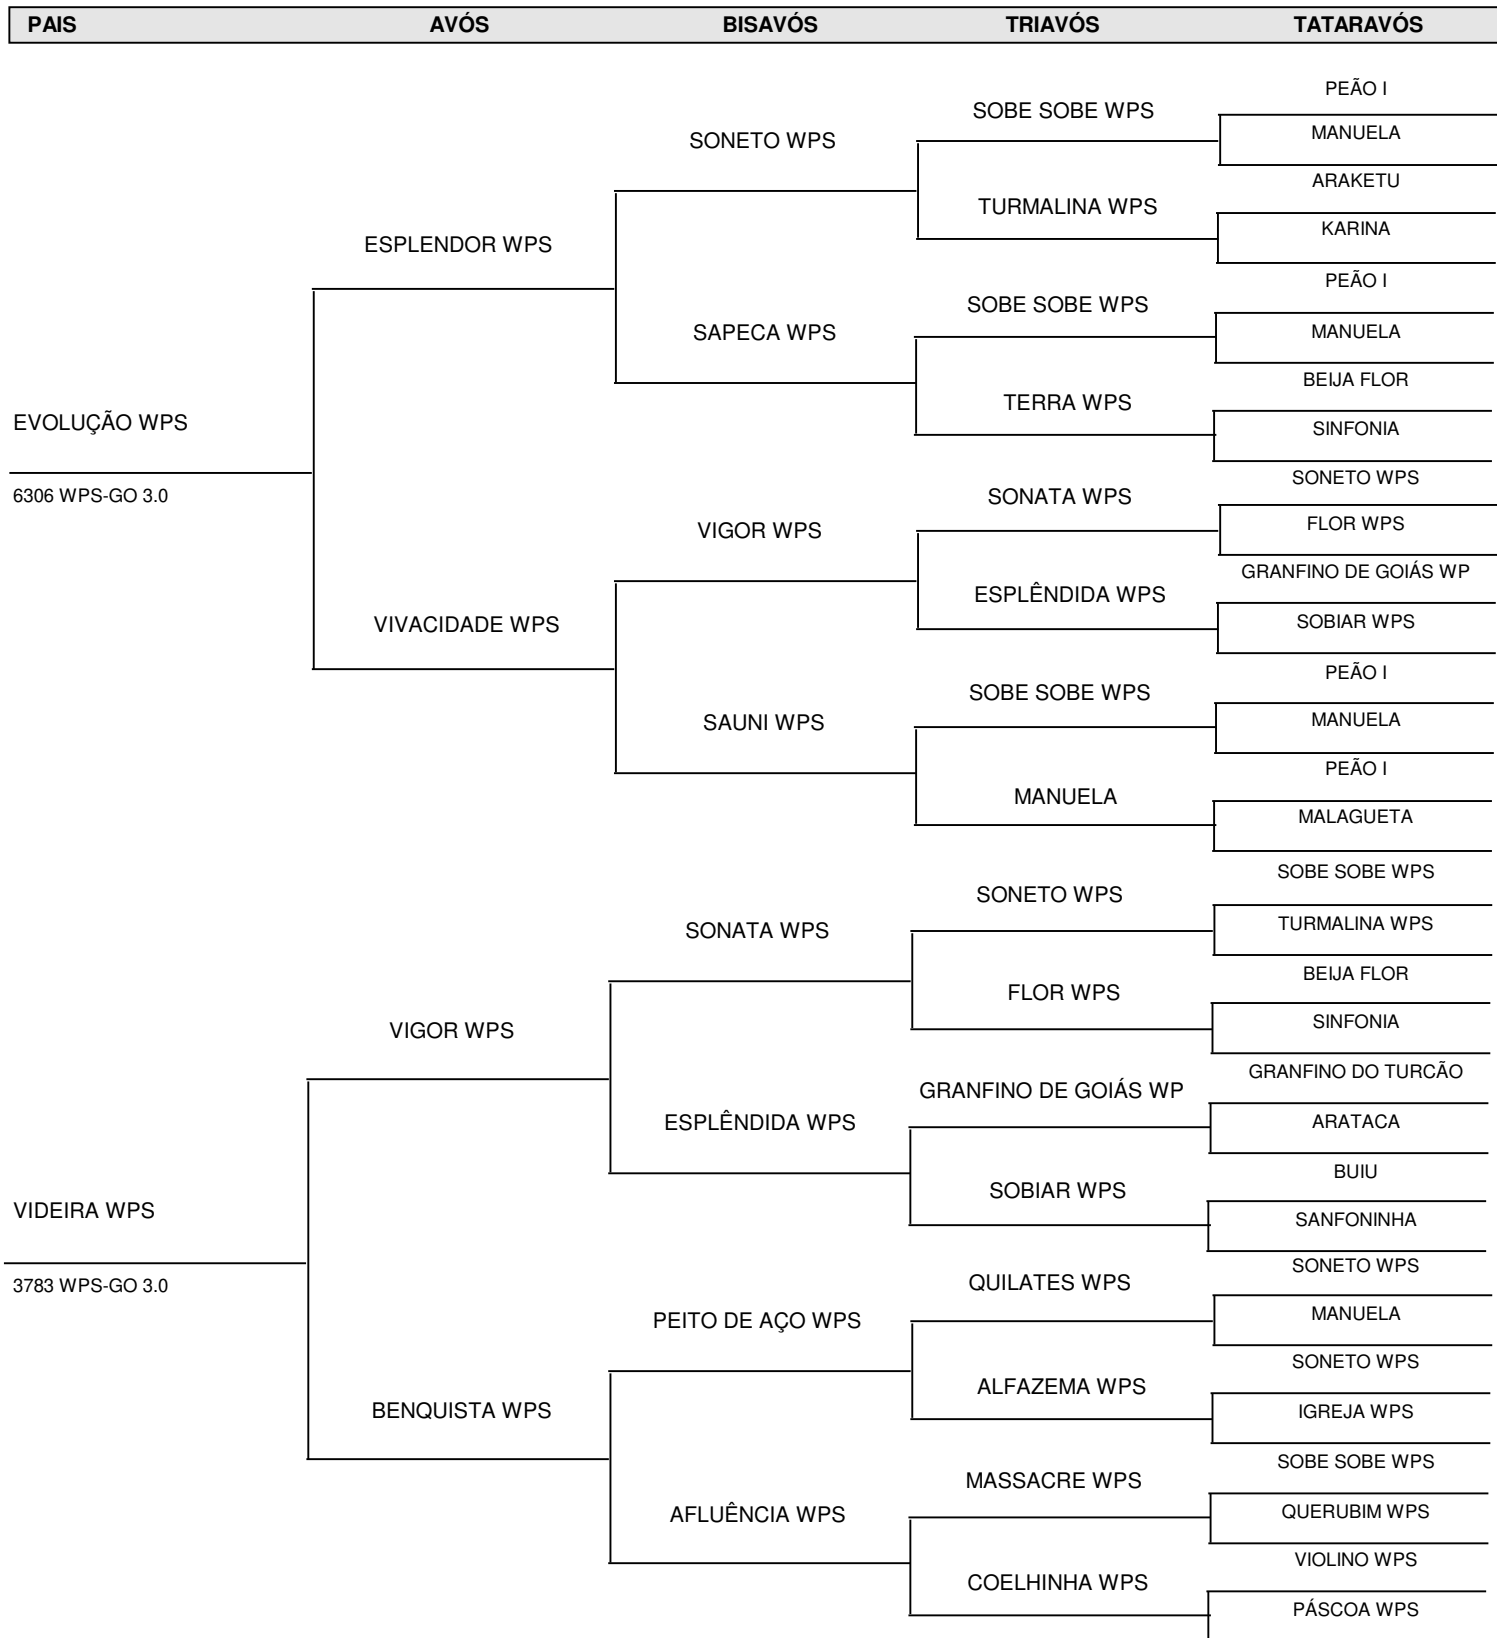 PAIS AVÓS BISAVÓS TRIAVÓS TATARAVÓS
PEÃO I
SOBE SOBE WPS
MANUELA
SONETO WPS
ARAKETU
TURMALINA WPS
KARINA
ESPLENDOR WPS
PEÃO I
SOBE SOBE WPS
MANUELA
SAPECA WPS
BEIJA FLOR
TERRA WPS
EVOLUÇÃO WPS
SINFONIA
SONETO WPS
6306 WPS-GO 3.0
SONATA WPS
FLOR WPS
VIGOR WPS
GRANFINO DE GOIÁS WP
ESPLÊNDIDA WPS
SOBIAR WPS
VIVACIDADE WPS
PEÃO I
SOBE SOBE WPS
MANUELA
SAUNI WPS
PEÃO I
MANUELA
MALAGUETA
SOBE SOBE WPS
SONETO WPS
TURMALINA WPS
SONATA WPS
BEIJA FLOR
FLOR WPS
SINFONIA
VIGOR WPS
GRANFINO DO TURCÃO
GRANFINO DE GOIÁS WP
ARATACA
ESPLÊNDIDA WPS
BUIU
SOBIAR WPS
VIDEIRA WPS
SANFONINHA
SONETO WPS
3783 WPS-GO 3.0
QUILATES WPS
MANUELA
PEITO DE AÇO WPS
SONETO WPS
ALFAZEMA WPS
BENQUISTA WPS
IGREJA WPS
SOBE SOBE WPS
MASSACRE WPS
QUERUBIM WPS
AFLUÊNCIA WPS
VIOLINO WPS
COELHINHA WPS
PÁSCOA WPS